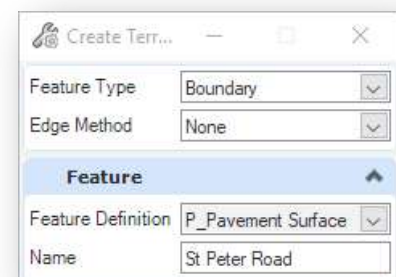 Create Terr...
Feature Type Boundary
Edge Method None
Feature
Feature Definition P_Pavement Surface
Name St Peter Road